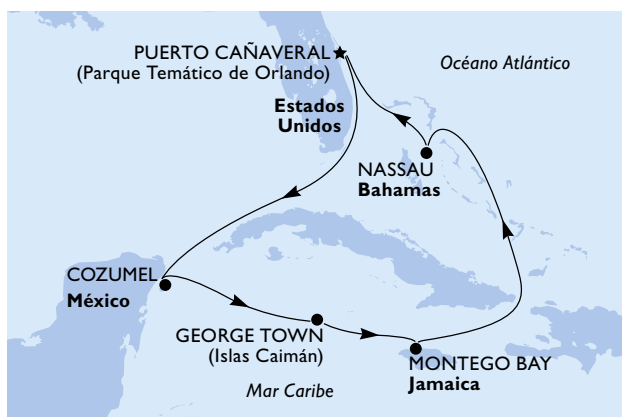 PUERTO CAÑAVERAL
(Parque Temático de Orlando)
Océano Atlántico
Estados
Unidos
NASSAU
Bahamas
COZUMEL
México
GEORGE TOWN
(Islas Caimán)
MONTEGO BAY
Jamaica
Mar Caribe